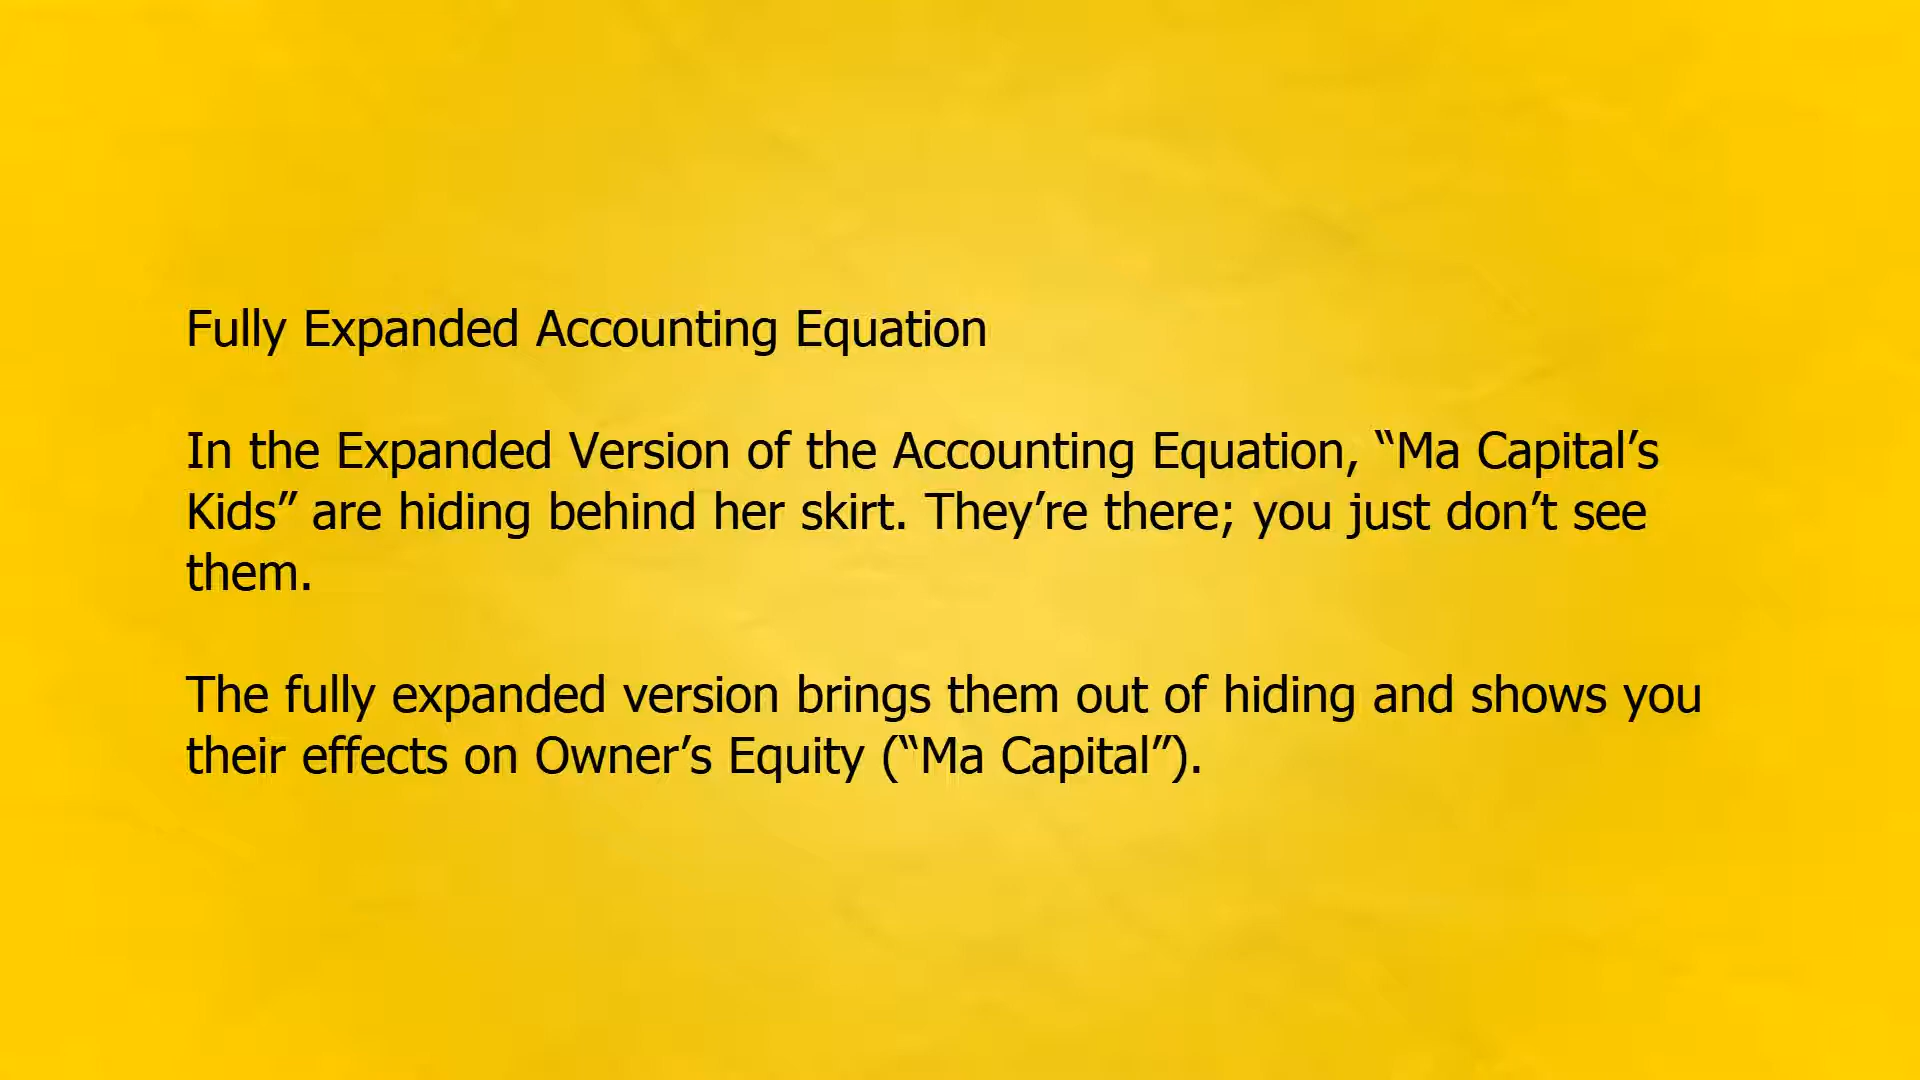 Fully Expanded Accounting Equation
In the Expanded Version of the Accounting Equation, “Ma Capital’s
Kids” are hiding behind her skirt. They’re there; you just don’t see
them.
The fully expanded version brings them out of hiding and shows you
their effects on Owner’s Equity (“Ma Capital”).